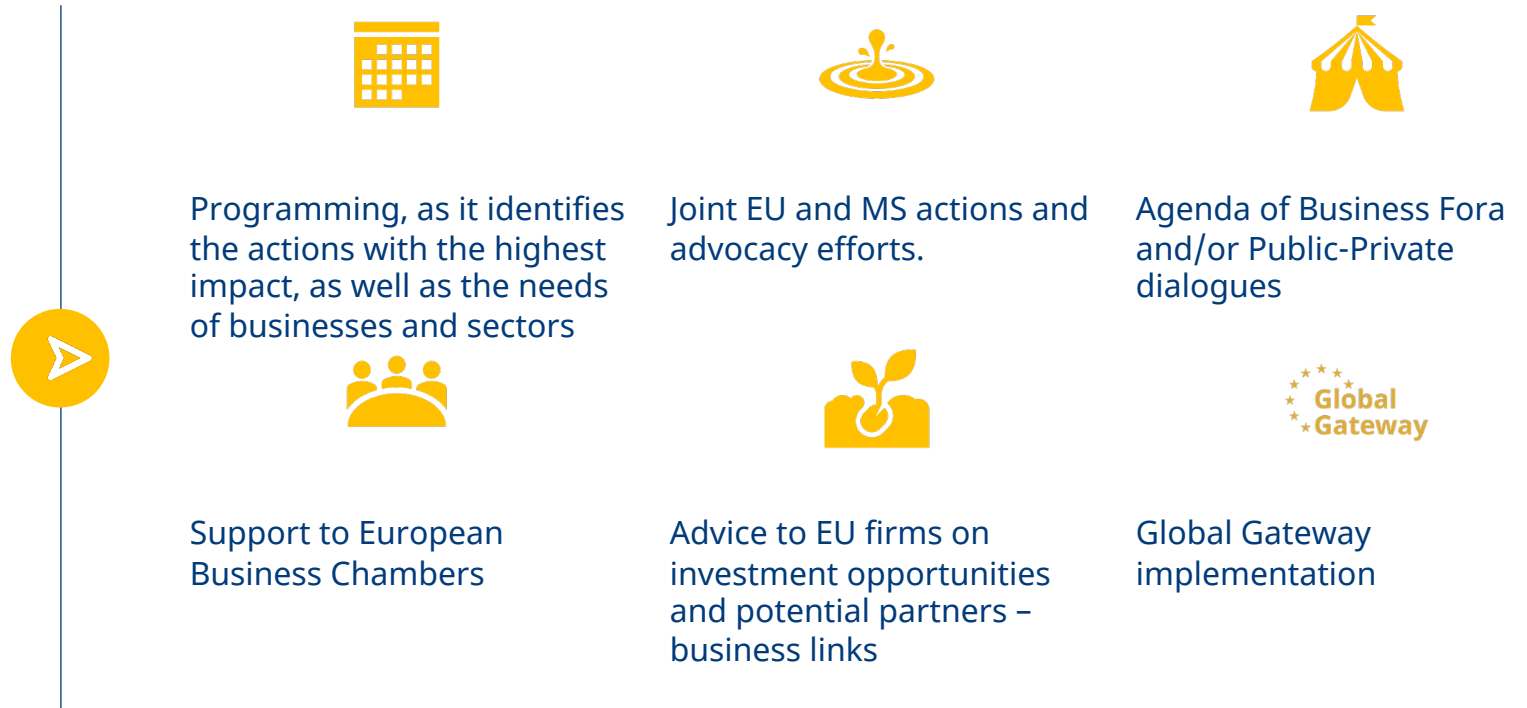 Programming, as it identifies
the actions with the highest
impact, as well as the needs
of businesses and sectors
Joint EU and MS actions and
advocacy efforts.
Agenda of Business Fora
and/or Public-Private
dialogues
Global
Gateway
Support to European
Business Chambers
Advice to EU firms on
investment opportunities
and potential partners –
business links
Global Gateway
implementation